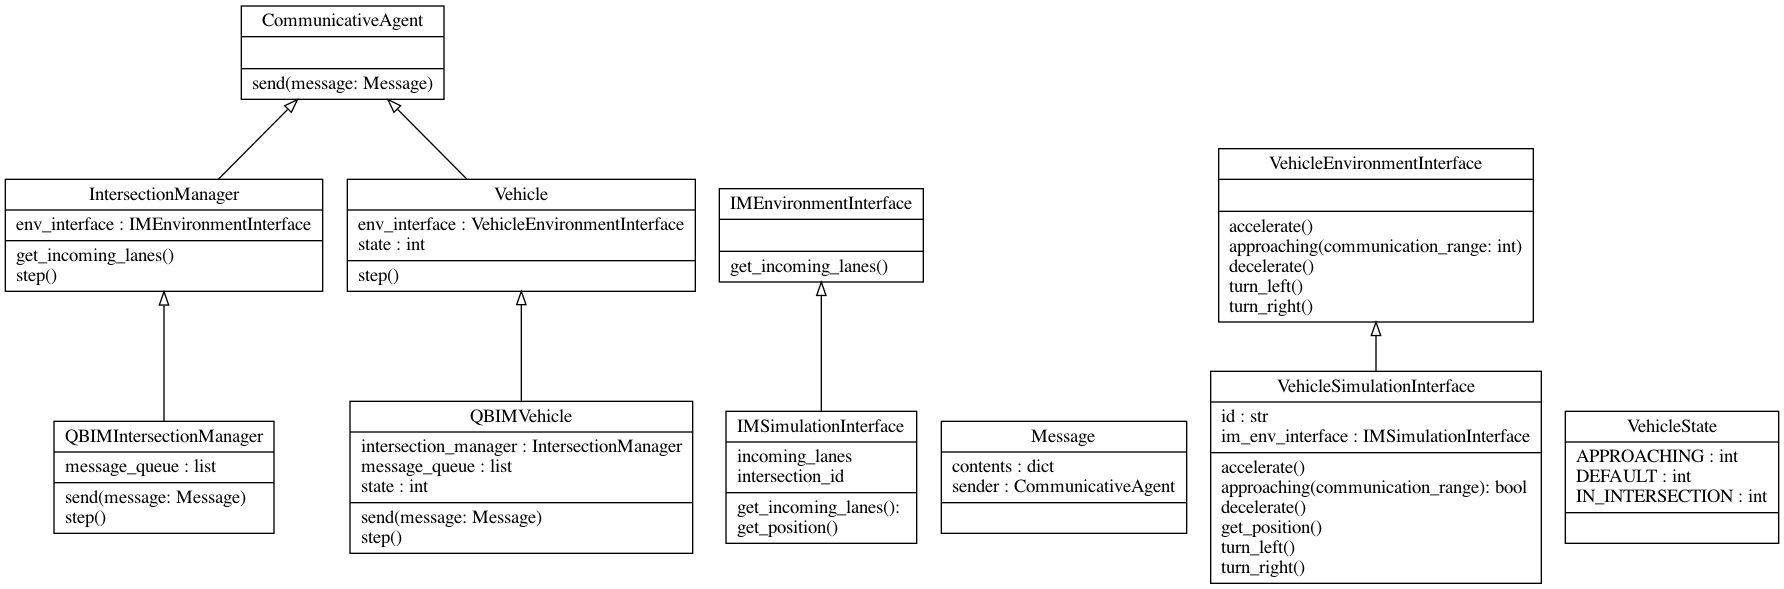 CommunicativeAgent
send(message: Message)
IntersectionManager
env_interface : IMEnvironmentInterface
get_incoming_lanes()
step()
Vehicle
env_interface : VehicleEnvironmentInterface
state : int
step()
IMEnvironmentInterface
get_incoming_lanes()
VehicleEnvironmentInterface
accelerate()
approaching(communication_range: int)
decelerate()
turn_left()
turn_right()
QBIMIntersectionManager
message_queue : list
send(message: Message)
step()
QBIMVehicle
intersection_manager : IntersectionManager
message_queue : list
state : int
send(message: Message)
step()
IMSimulationInterface
incoming_lanes
intersection_id
get_incoming_lanes():
get_position()
Message
contents : dict
sender : CommunicativeAgent
VehicleSimulationInterface
id : str
im_env_interface : IMSimulationInterface
accelerate()
approaching(communication_range): bool
decelerate()
get_position()
turn_left()
turn_right()
VehicleState
APPROACHING : int
DEFAULT : int
IN_INTERSECTION : int